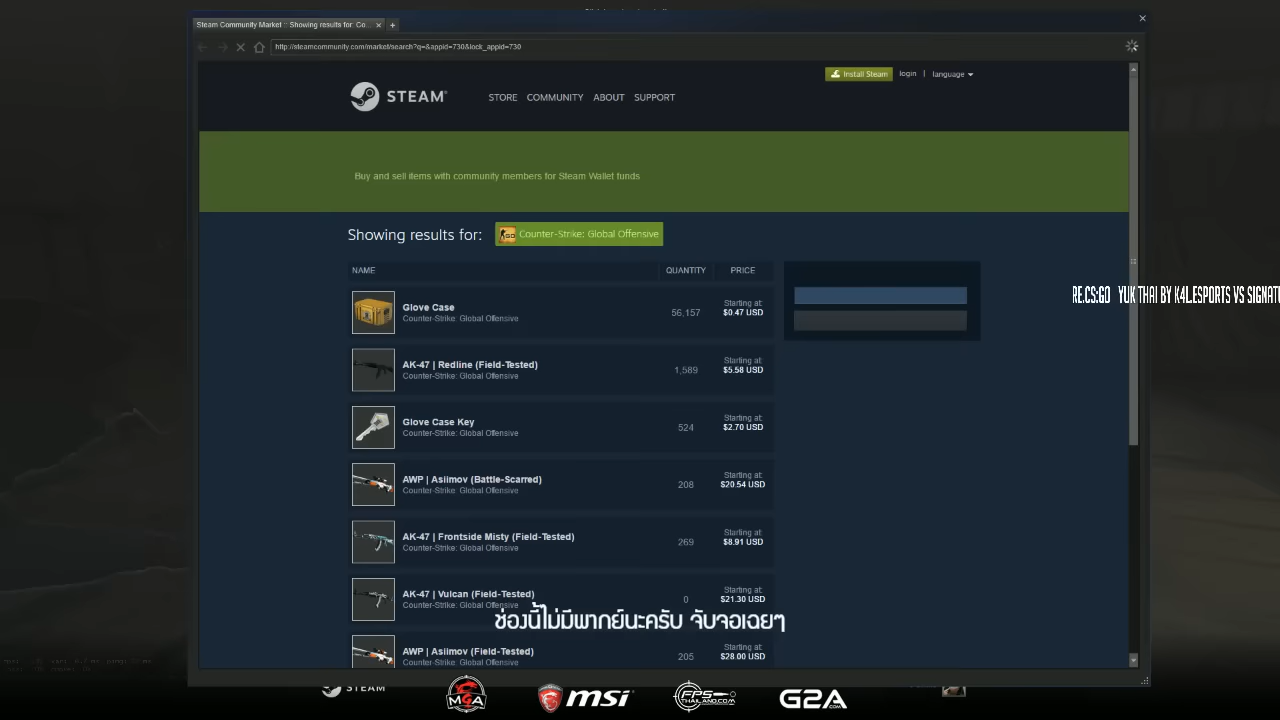 Steam Community Market :: Showing results for: Co...
http://steamcommunity.com/market/search?q=&appid=730&lock_appid=730
Install Steam login | language
STEAM
STORE COMMUNITY ABOUT SUPPORT
Buy and sell items with community members for Steam Wallet funds
Showing results for: Counter-Strike: Global Offensive
NAME QUANTITY PRICE
Glove Case
Counter-Strike: Global Offensive
56,157
Starting at:
$0.47 USD
RE.CS:GO YUK THAI BY K4L.ESPORTS VS SIGNAT
AK-47 | Redline (Field-Tested)
Counter-Strike: Global Offensive
1,589
Starting at:
$5.58 USD
Glove Case Key
Counter-Strike: Global Offensive
524
Starting at:
$2.70 USD
AWP | Asiimov (Battle-Scarred)
Counter-Strike: Global Offensive
208
Starting at:
$20.54 USD
AK-47 | Frontside Misty (Field-Tested)
Counter-Strike: Global Offensive
269
Starting at:
$8.91 USD
AK-47 | Vulcan (Field-Tested)
Counter-Strike: Global Offensive
0
Starting at:
$21.30 USD
ช่องนี้ไม่มีพากย์นะครับ จับจอเฉยๆ
AWP | Asiimov (Field-Tested)
Counter-Strike: Global Offensive
205
Starting at:
$28.00 USD
STEAM
MGA
msi
FPS THAILAND.COM
G2A.COM